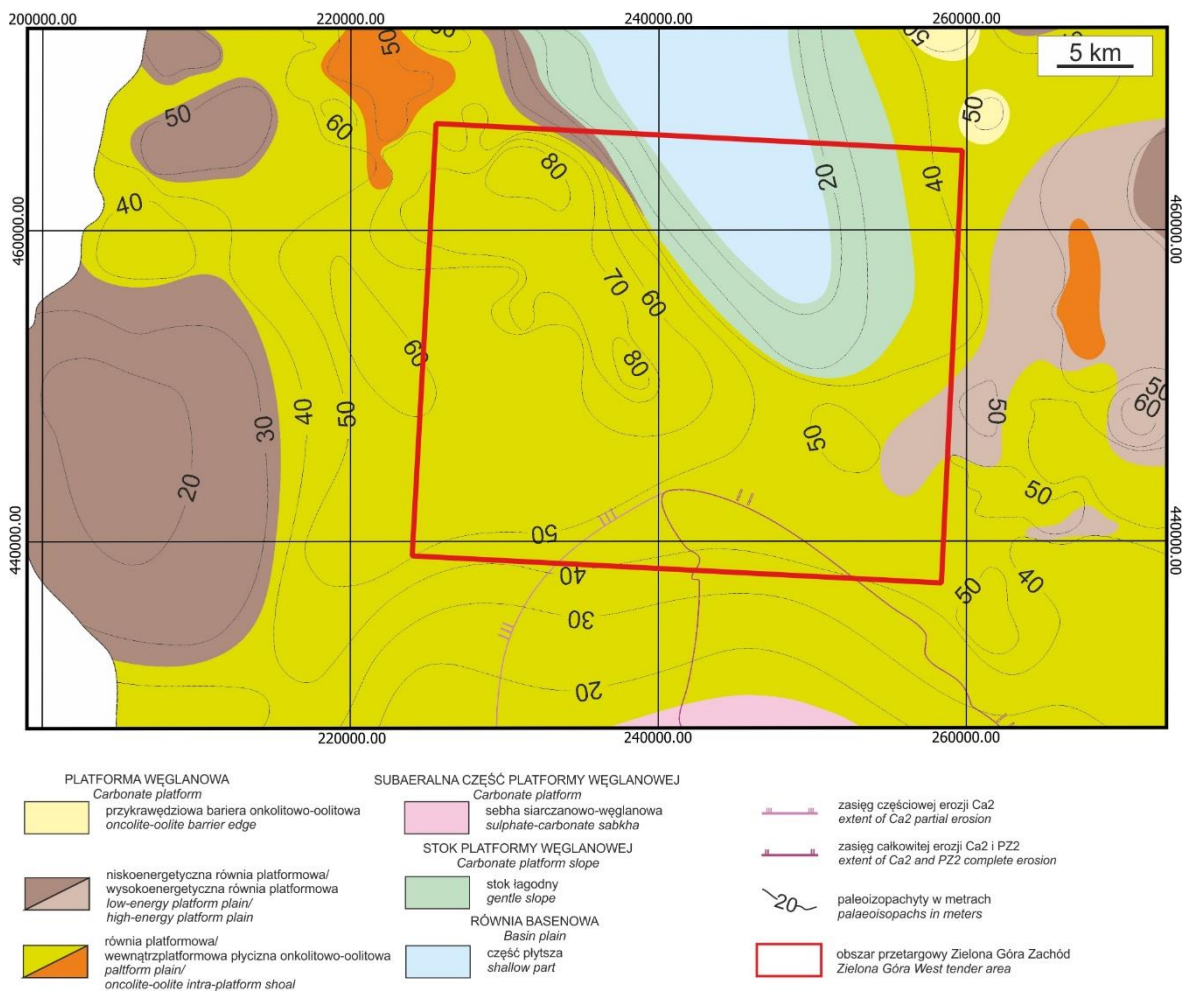 200000.00 220000.00 240000.00 260000.00
5 km
50
50
50
50
50
50
60
40
80
20
40
460000.00
460000.00
70
60
60
80
50
50
60
30
40
50
50
50
20
50
440000.00
440000.00
50
40
50
40
30
20
220000.00 240000.00 260000.00
PLATFORMA WĘGLANOWA
Carbonate platform
przykrawędziowa bariera onkolitowo-oolitowa
oncolite-oolite barrier edge
niskoenergetyczna równia platformowa/
wysokoenergetyczna równia platformowa
low-energy platform plain/
high-energy platform plain
równia platformowa/
wewnątrzplatformowa płycizna onkolitowo-oolitowa
paltform plain/
oncolite-oolite intra-platform shoal
SUBAERALNA CZĘŚĆ PLATFORMY WĘGLANOWEJ
Carbonate platform
sebha siarczanowo-węglanowa
sulphate-carbonate sabkha
STOK PLATFORMY WĘGLANOWEJ
Carbonate platform slope
stok łagodny
gentle slope
RÓWNIA BASENOWA
Basin plain
część płytsza
shallow part
zasięg częściowej erozji Ca2
extent of Ca2 partial erosion
zasięg całkowitej erozji Ca2 i PZ2
extent of Ca2 and PZ2 complete erosion
20
paleoizopachyty w metrach
palaeoisopachs in meters
obszar przetargowy Zielona Góra Zachód
Zielona Góra West tender area